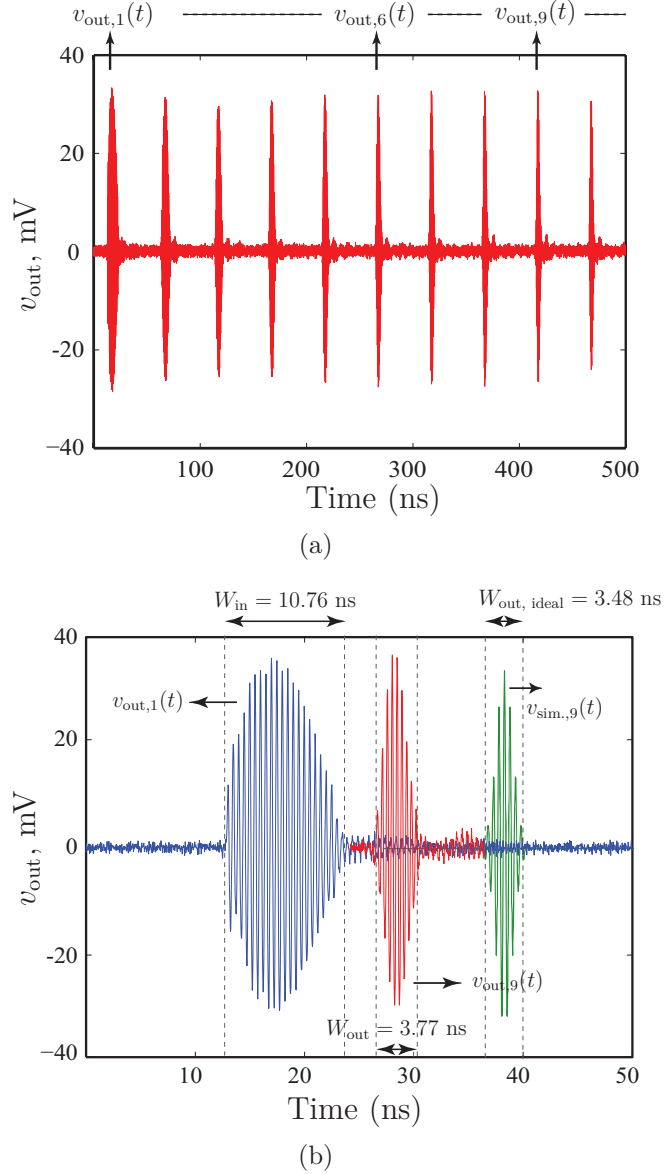 v_out,1(t) v_out,6(t) v_out,9(t)
40
20
0
-20
−40
v_out, mV
100 200 300 400 500
Time (ns)
(a)
W_in = 10.76 ns W_out, ideal = 3.48 ns
40
v_out,1(t) v_sim.,9(t)
20
0
-20
v_out,9(t)
W_out = 3.77 ns
−40
v_out, mV
10 20 30 40 50
Time (ns)
(b)